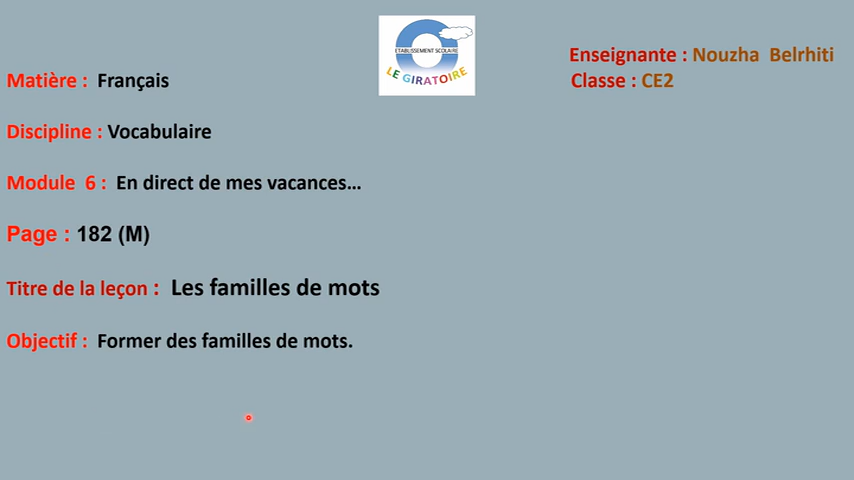 ETABLISSEMENT SCOLAIRE
LE GIRATOIRE
Enseignante : Nouzha Belrhiti
Matière : Français
Classe : CE2
Discipline : Vocabulaire
Module 6 : En direct de mes vacances...
Page : 182 (M)
Titre de la leçon : Les familles de mots
Objectif : Former des familles de mots.